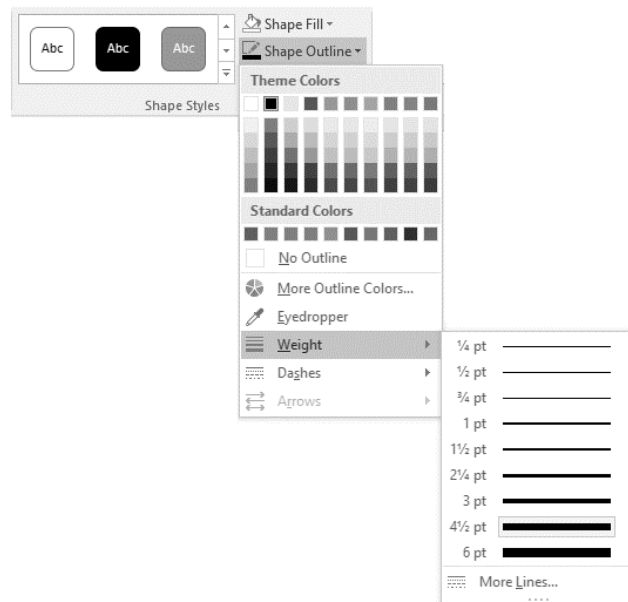 Abc Abc Abc
Shape Fill
Shape Outline
Shape Styles
Theme Colors
Standard Colors
No Outline
More Outline Colors...
Eyedropper
Weight
Dashes
Arrows
¼ pt
½ pt
¾ pt
1 pt
1½ pt
2¼ pt
3 pt
4½ pt
6 pt
More Lines...